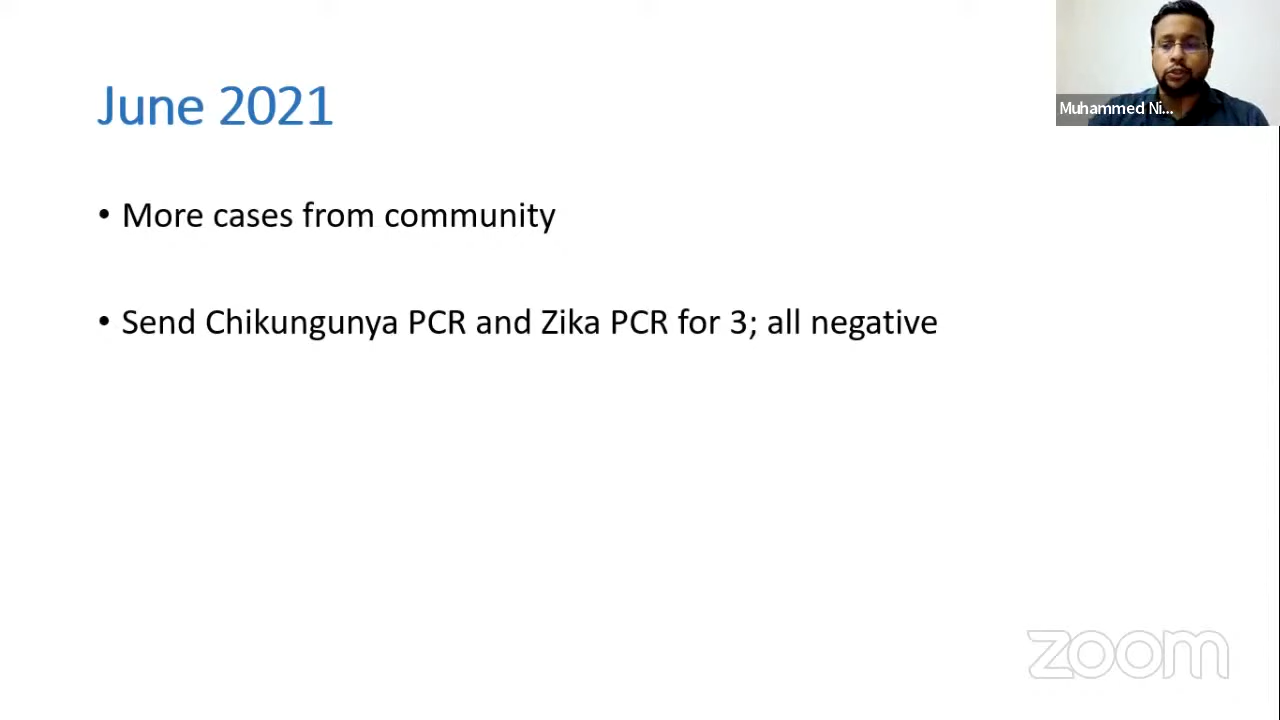 June 2021
Muhammed Ni...
• More cases from community
• Send Chikungunya PCR and Zika PCR for 3; all negative
zoom